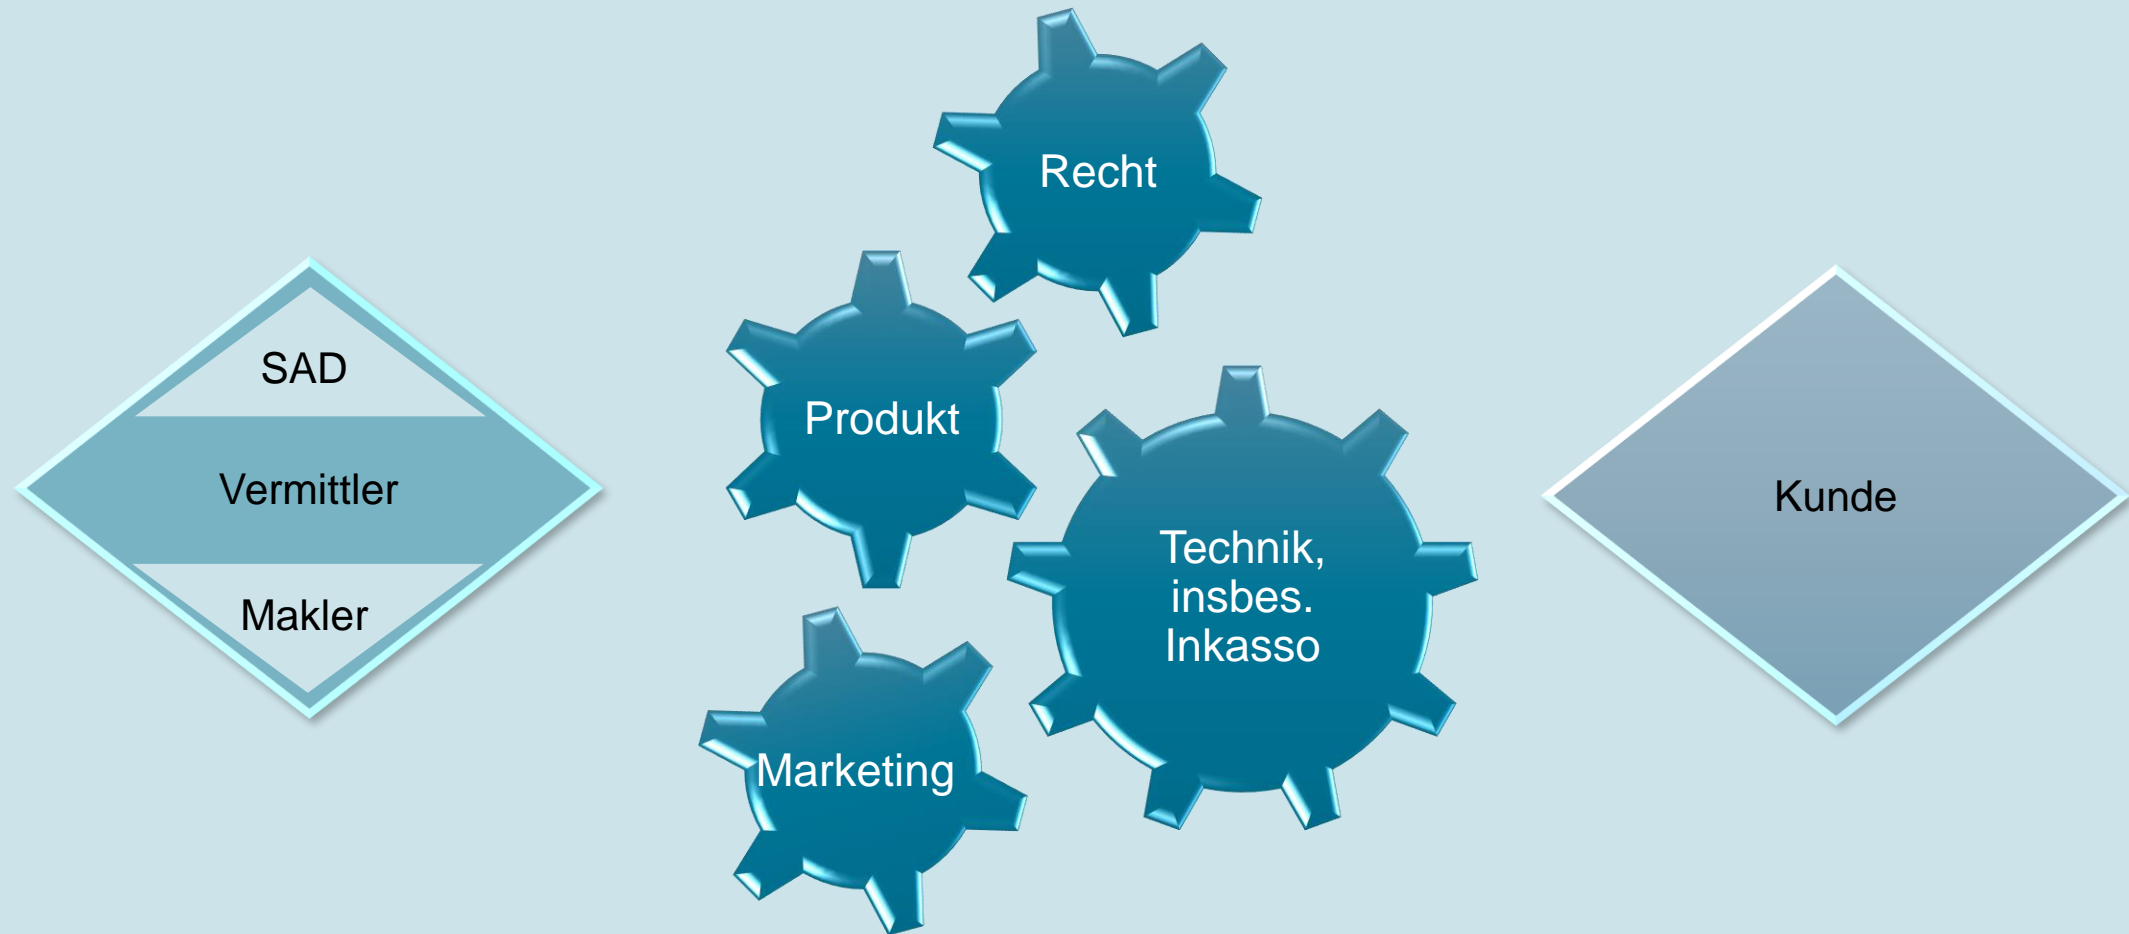 Recht
SAD
Vermittler
Makler
Produkt
Technik,
insbes.
Inkasso
Marketing
Kunde